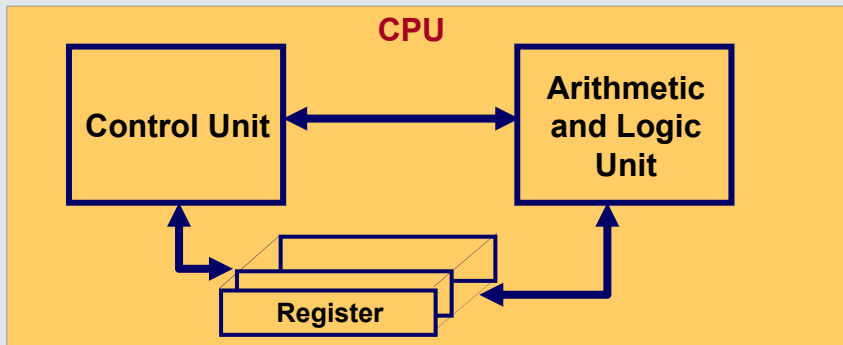 CPU
Control Unit
Arithmetic
and Logic
Unit
Register